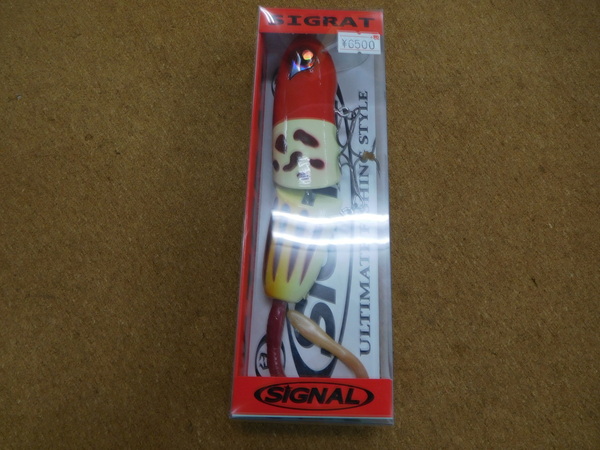 SIGRAT
¥6500
ULTIMATE FISHING STYLE
SIGNAL